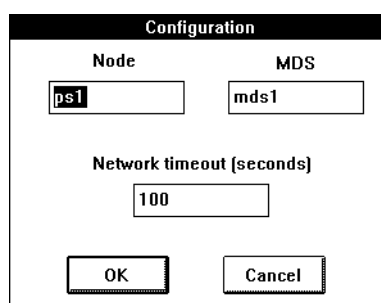 Configuration
Node MDS
ps1 mds1
Network timeout (seconds)
100
OK Cancel